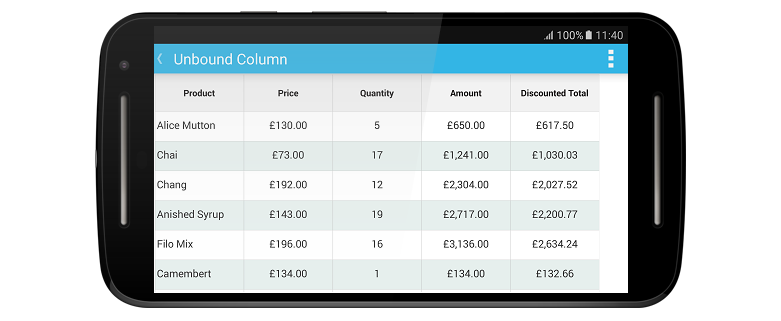 100% 11:40
Unbound Column
Product Price Quantity Amount Discounted Total
Alice Mutton £130.00 5 £650.00 £617.50
Chai £73.00 17 £1,241.00 £1,030.03
Chang £192.00 12 £2,304.00 £2,027.52
Anished Syrup £143.00 19 £2,717.00 £2,200.77
Filo Mix £196.00 16 £3,136.00 £2,634.24
Camembert £134.00 1 £134.00 £132.66